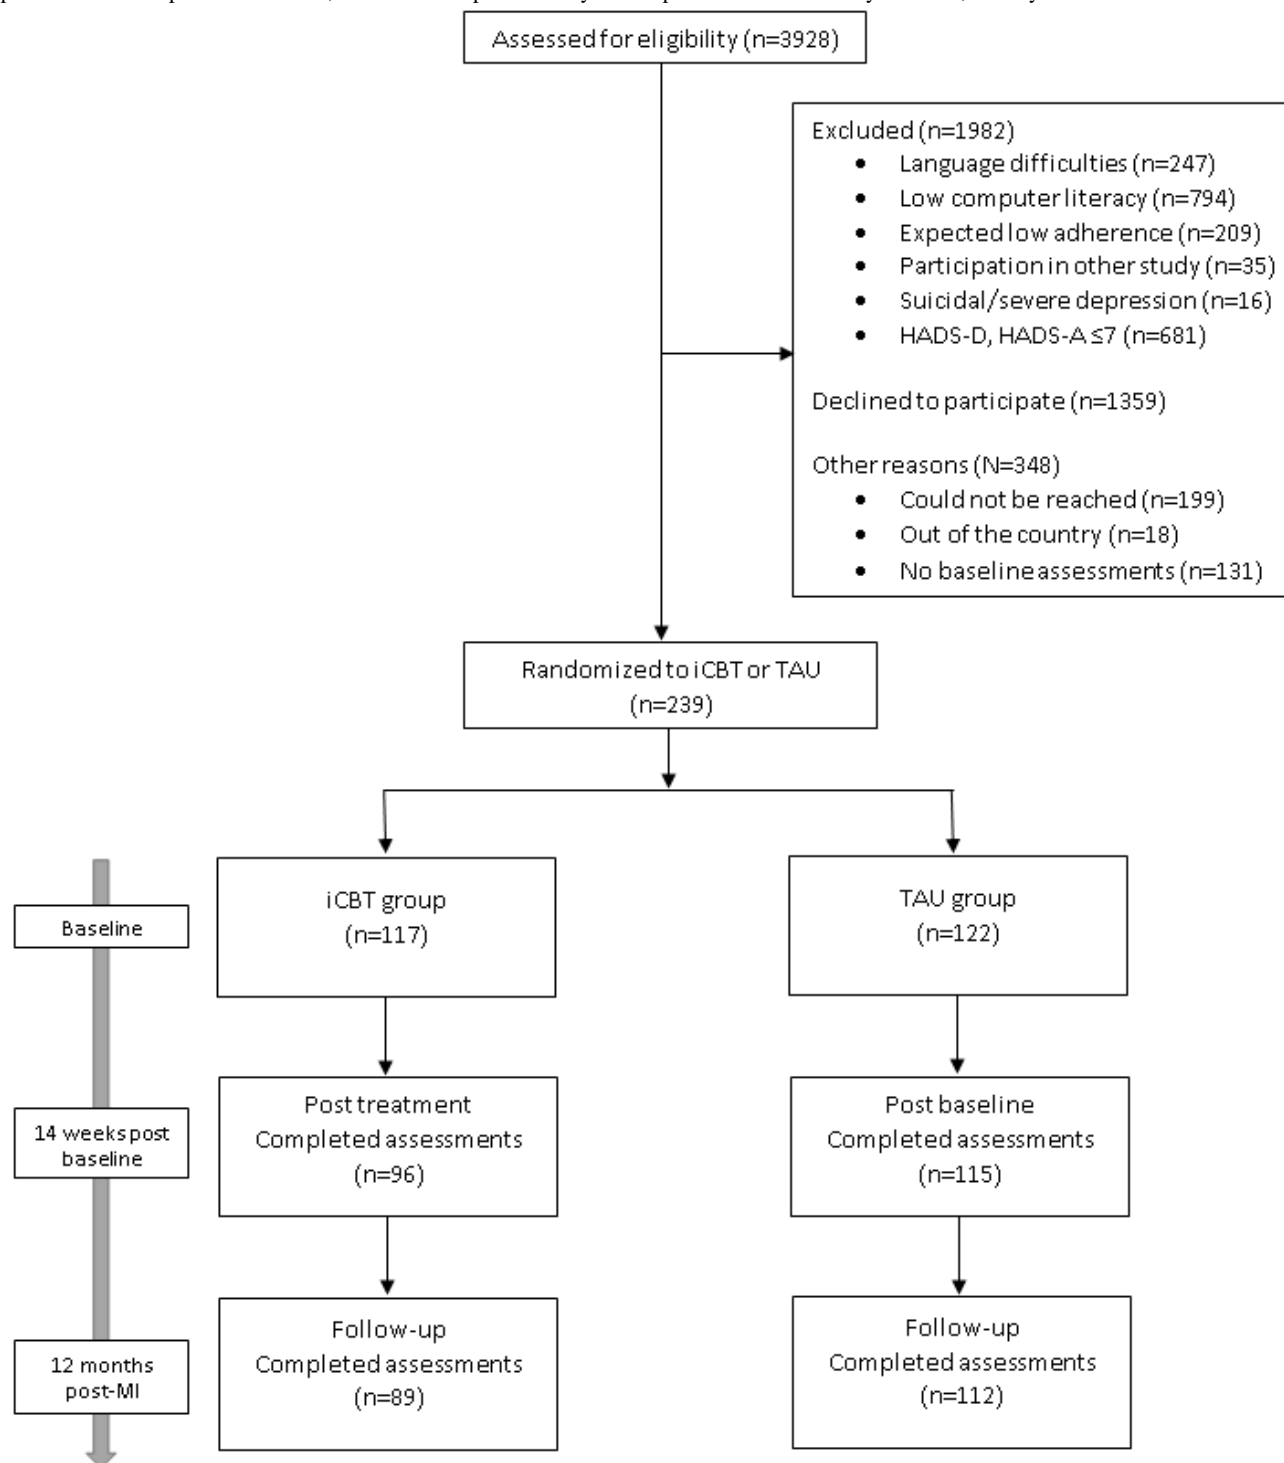 Assessed for eligibility (n=3928)
Excluded (n=1982)
• Language difficulties (n=247)
• Low computer literacy (n=794)
• Expected low adherence (n=209)
• Participation in other study (n=35)
• Suicidal/severe depression (n=16)
• HADS-D, HADS-A ≤7 (n=681)
Declined to participate (n=1359)
Other reasons (N=348)
• Could not be reached (n=199)
• Out of the country (n=18)
• No baseline assessments (n=131)
Randomized to iCBT or TAU
(n=239)
Baseline
iCBT group
(n=117)
TAU group
(n=122)
14 weeks post
baseline
Post treatment
Completed assessments
(n=96)
Post baseline
Completed assessments
(n=115)
12 months
post-MI
Follow-up
Completed assessments
(n=89)
Follow-up
Completed assessments
(n=112)